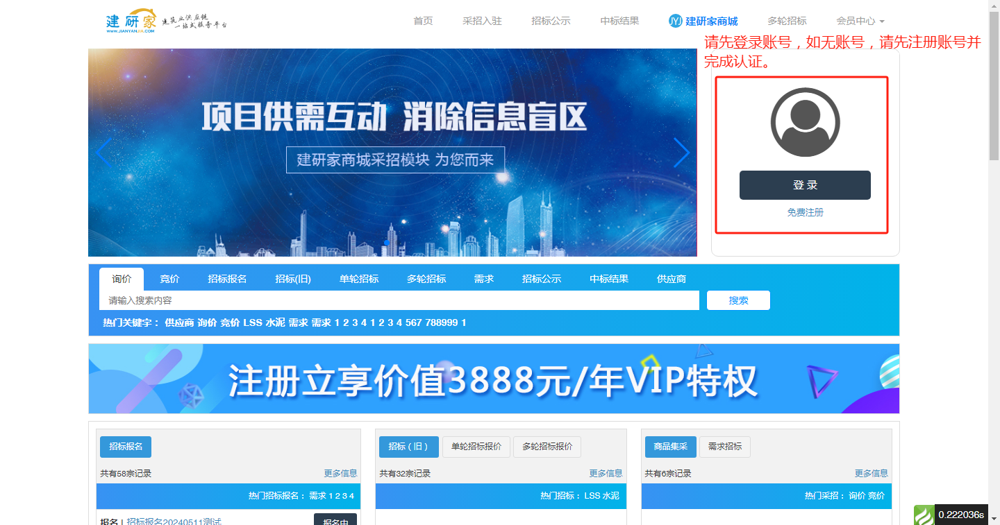 建研家
建筑业供应链
一站式服务平台
WWW.JIANYANJIA.COM
首页 采招入驻 招标公示 中标结果 JYJ 建研家商城 多轮招标 会员中心
请先登录账号，如无账号，请先注册账号并
完成认证。
项目供需互动 消除信息盲区
建研家商城采招模块 为您而来
登 录
免费注册
询价 竞价 招标报名 招标(旧) 单轮招标 多轮招标 需求 招标公示 中标结果 供应商
请输入搜索内容 搜索
热门关键字： 供应商 询价 竞价 LSS 水泥 需求 需求 1 2 3 4 1 2 3 4 567 788999 1
注册立享价值3888元/年VIP特权
招标报名
共有58宗记录 更多信息
热门招标报名： 需求 1 2 3 4
报名 | 招标报名20240511测试 报名中
招标（旧） 单轮招标报价 多轮招标报价
共有32宗记录 更多信息
热门招标： LSS 水泥
商品集采 需求招标
共有6宗记录 更多信息
热门采招： 询价 竞价
0.222036s